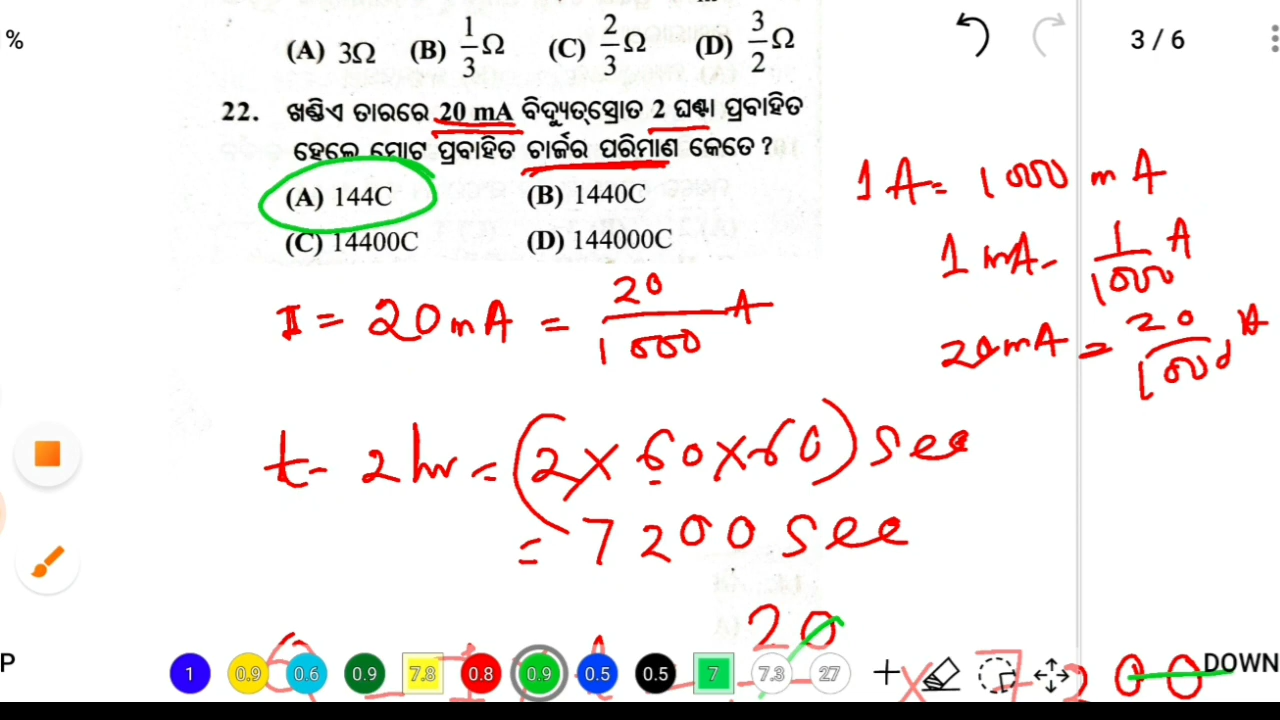 %
3 / 6
(A) 3Ω (B) 1/3 Ω (C) 2/3 Ω (D) 3/2 Ω
22. ଖଣ୍ଡିଏ ତାରରେ 20 mA ବିଦ୍ୟୁତ୍‌ସ୍ରୋତ 2 ଘଣ୍ଟା ପ୍ରବାହିତ
ହେଲେ ମୋଟ ପ୍ରବାହିତ ଚାର୍ଜର ପରିମାଣ କେତେ ?
(A) 144C (B) 1440C
(C) 14400C (D) 144000C
1 A = 1000 mA
1 mA - 1/1000 A
20 mA = 20/1000 A
I = 20 mA = 20/1000 A
t - 2 hr = (2 × 60 × 60) sec
= 7200 sec
20
× 7200
P
1 0.9 0.6 0.9 7.8 0.8 0.9 0.5 0.5 7 7.3 27
DOWN